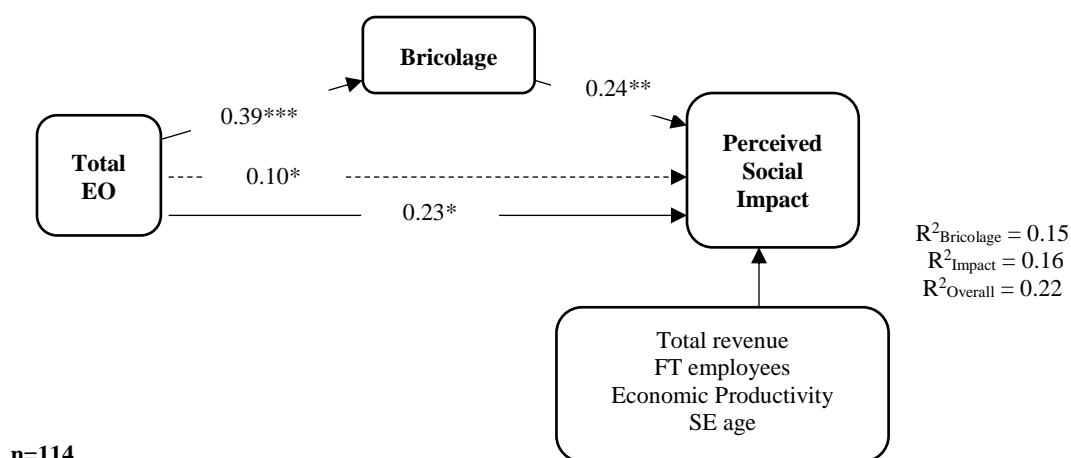 Bricolage
0.39***
0.24**
Total
EO
0.10*
0.23*
Perceived
Social
Impact
R²Bricolage = 0.15
R²Impact = 0.16
R²Overall = 0.22
Total revenue
FT employees
Economic Productivity
SE age
n=114